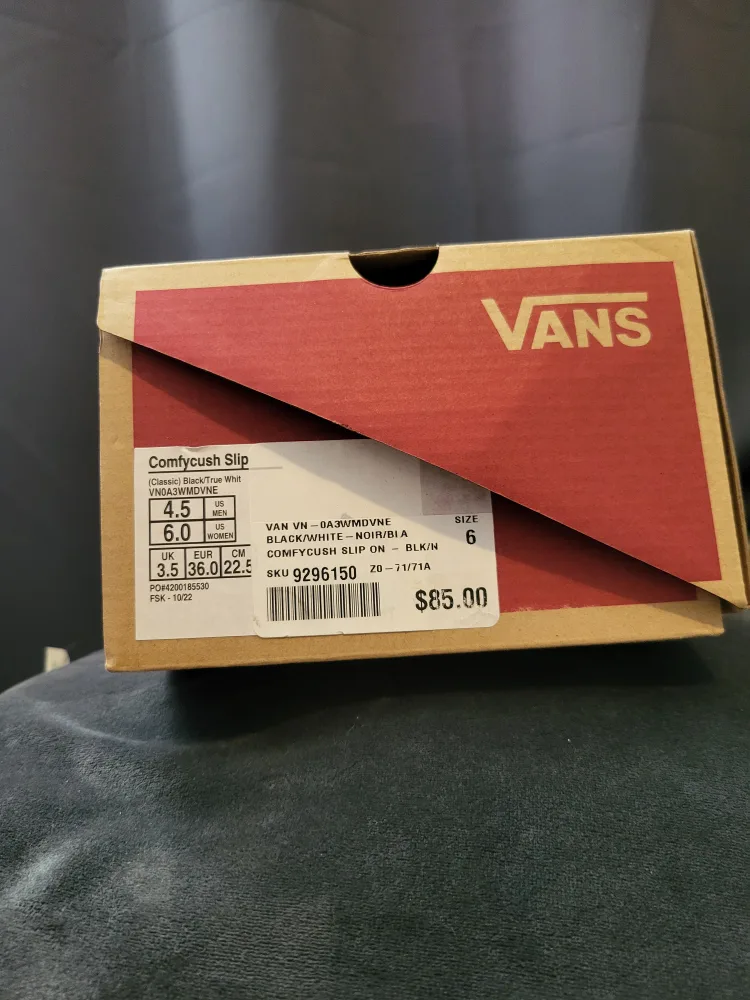 VANS
Comfycush Slip
(Classic) Black/True Whit
VN0A3WMDVNE
4.5 US MEN
6.0 US WOMEN
UK EUR CM
3.5 36.0 22.5
PO#4200185530
FSK - 10/22
VAN VN-0A3WMDVNE SIZE
BLACK/WHITE-NOIR/BLA 6
COMFYCUSH SLIP ON - BLK/N
SKU 9296150 Z0-71/71A
$85.00